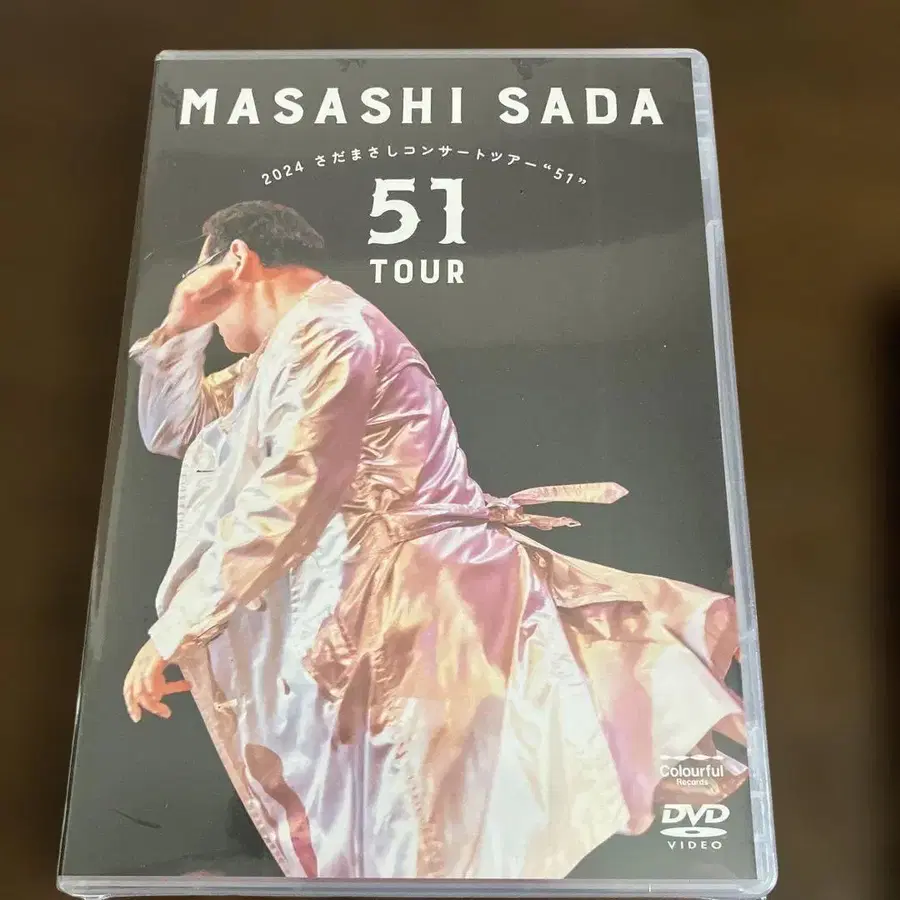 MASASHI SADA
2024 さだまさしコンサートツアー“51”
51
TOUR
Colourful
Records
DVD
VIDEO